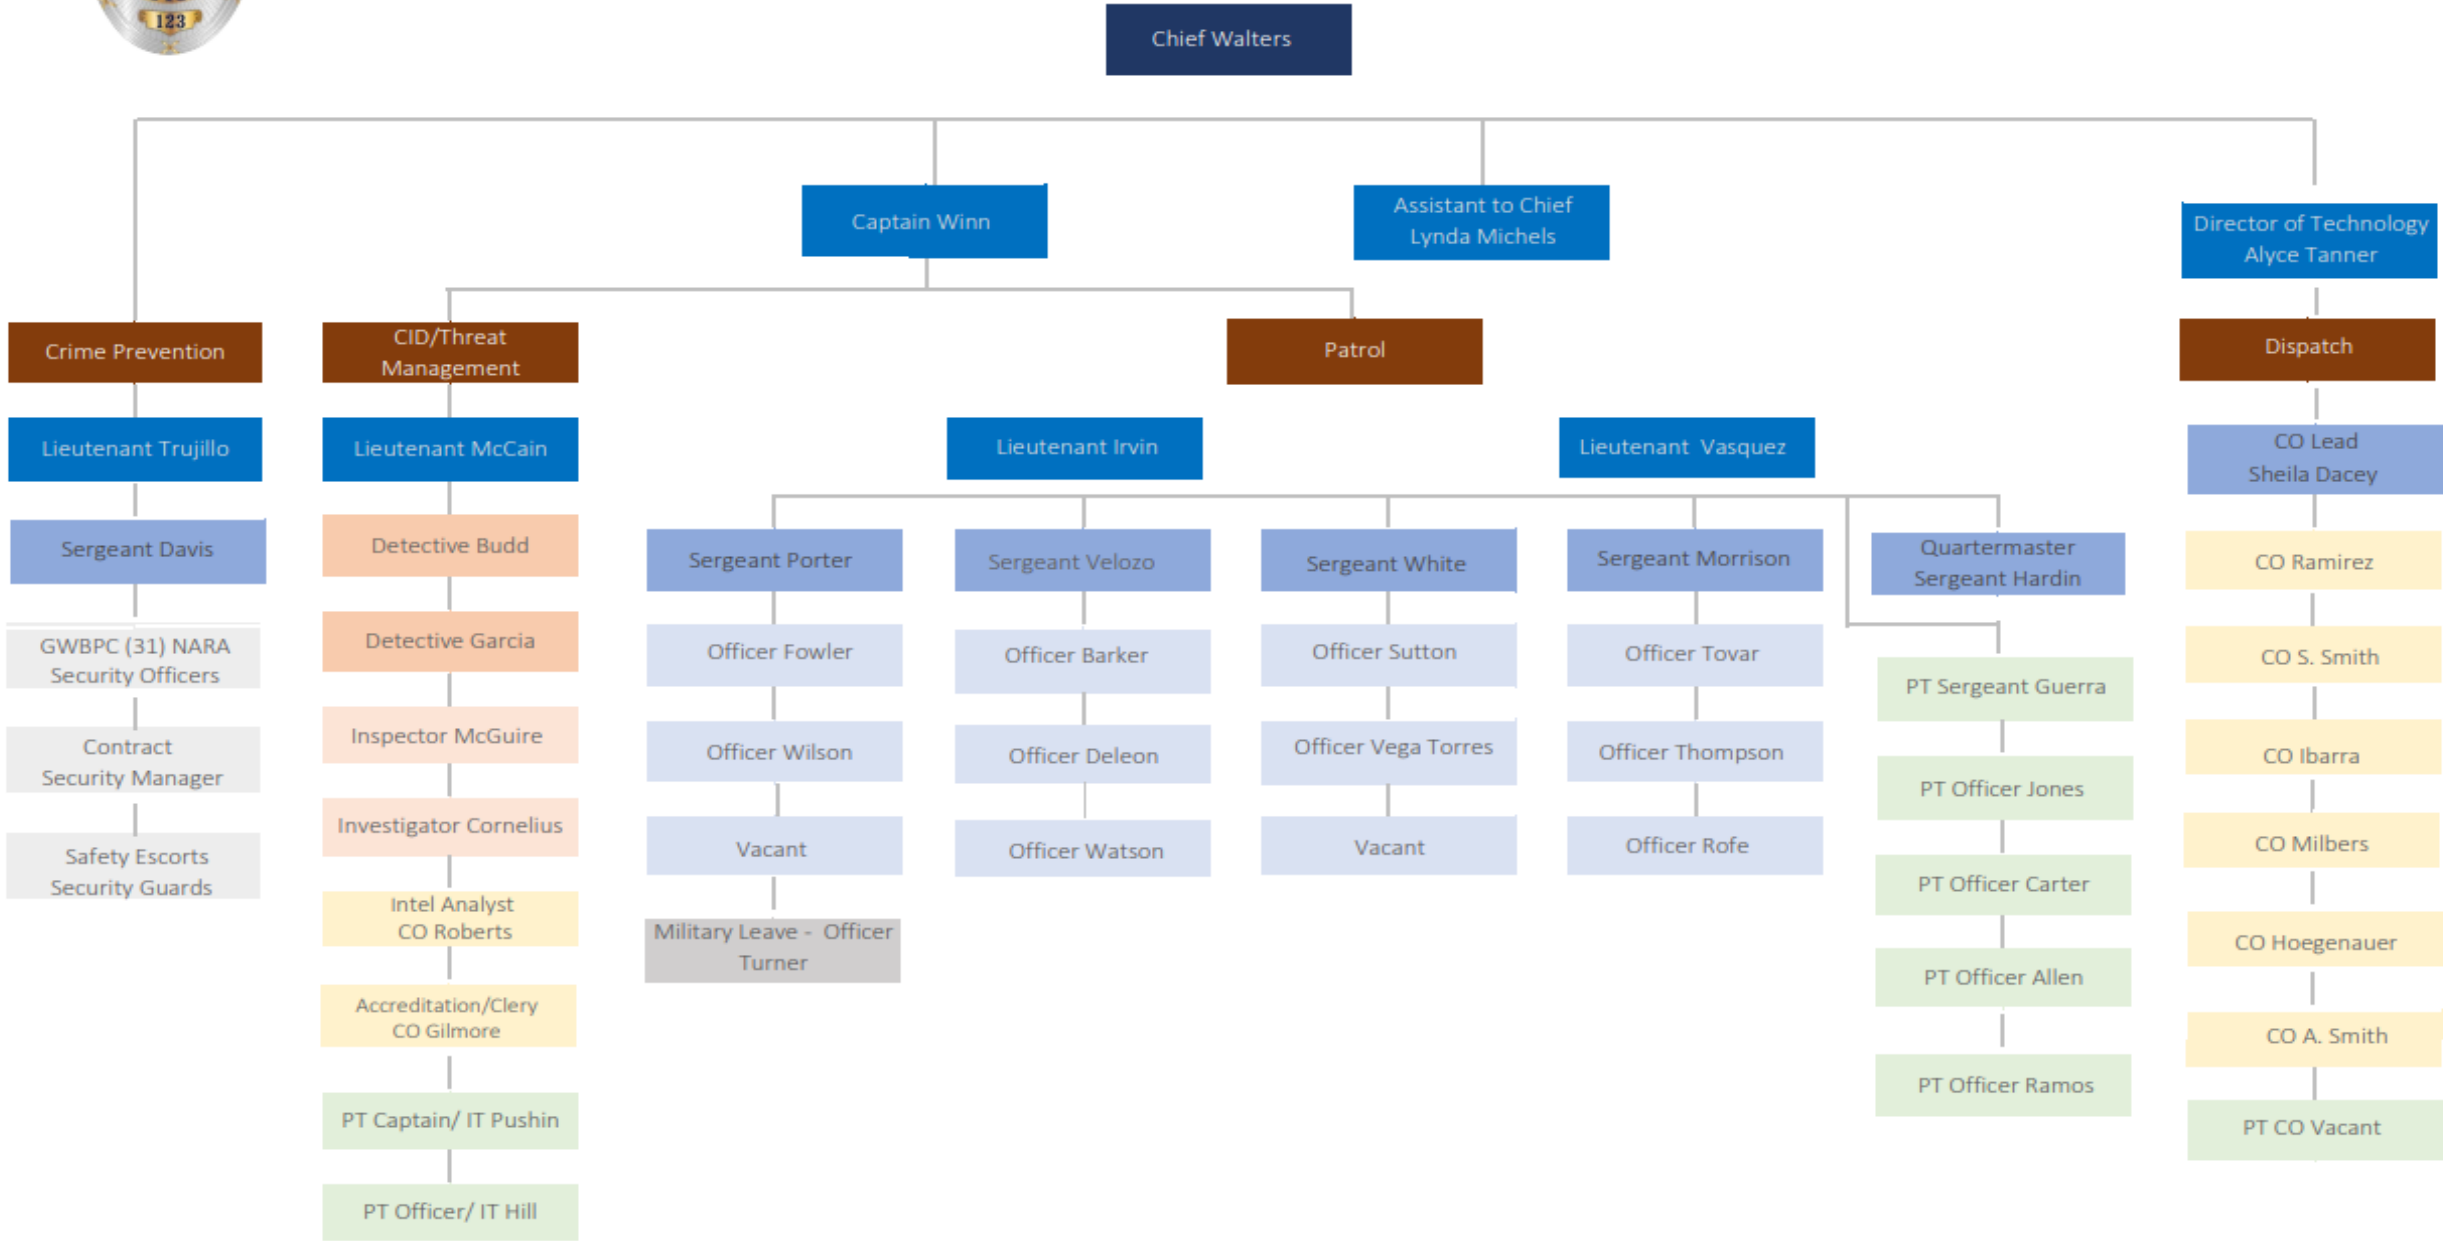 123
Chief Walters
Captain Winn
Assistant to Chief
Lynda Michels
Director of Technology
Alyce Tanner
Crime Prevention
CID/Threat
Management
Patrol
Dispatch
Lieutenant Trujillo
Lieutenant McCain
Lieutenant Irvin
Lieutenant Vasquez
CO Lead
Sheila Dacey
Sergeant Davis
GWBPC (31) NARA
Security Officers
Contract
Security Manager
Safety Escorts
Security Guards
Detective Budd
Detective Garcia
Inspector McGuire
Investigator Cornelius
Intel Analyst
CO Roberts
Accreditation/Clery
CO Gilmore
PT Captain/ IT Pushin
PT Officer/ IT Hill
Sergeant Porter
Officer Fowler
Officer Wilson
Vacant
Military Leave - Officer
Turner
Sergeant Velozo
Officer Barker
Officer Deleon
Officer Watson
Sergeant White
Officer Sutton
Officer Vega Torres
Vacant
Sergeant Morrison
Officer Tovar
Officer Thompson
Officer Rofe
Quartermaster
Sergeant Hardin
PT Sergeant Guerra
PT Officer Jones
PT Officer Carter
PT Officer Allen
PT Officer Ramos
CO Ramirez
CO S. Smith
CO Ibarra
CO Milbers
CO Hoegenauer
CO A. Smith
PT CO Vacant